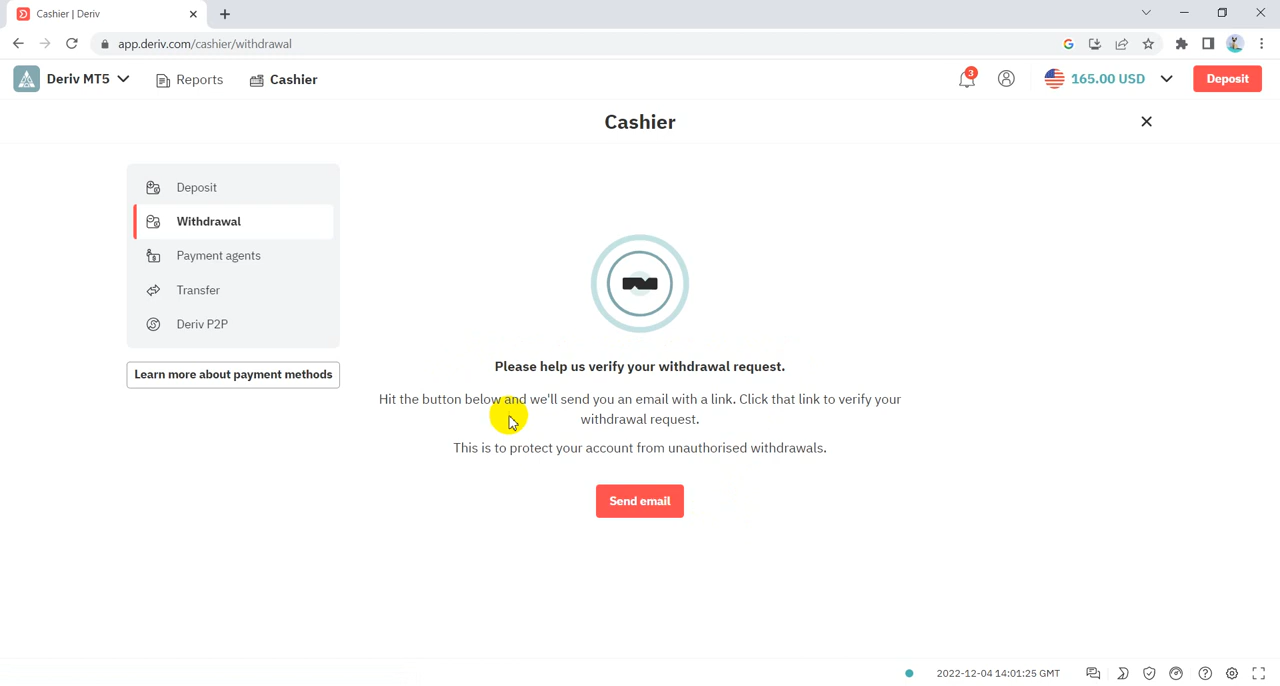 Cashier | Deriv
app.deriv.com/cashier/withdrawal
Deriv MT5
Reports
Cashier
3
165.00 USD
Deposit
Cashier
Deposit
Withdrawal
Payment agents
Transfer
Deriv P2P
Learn more about payment methods
Please help us verify your withdrawal request.
Hit the button below and we'll send you an email with a link. Click that link to verify your
withdrawal request.
This is to protect your account from unauthorised withdrawals.
Send email
2022-12-04 14:01:25 GMT